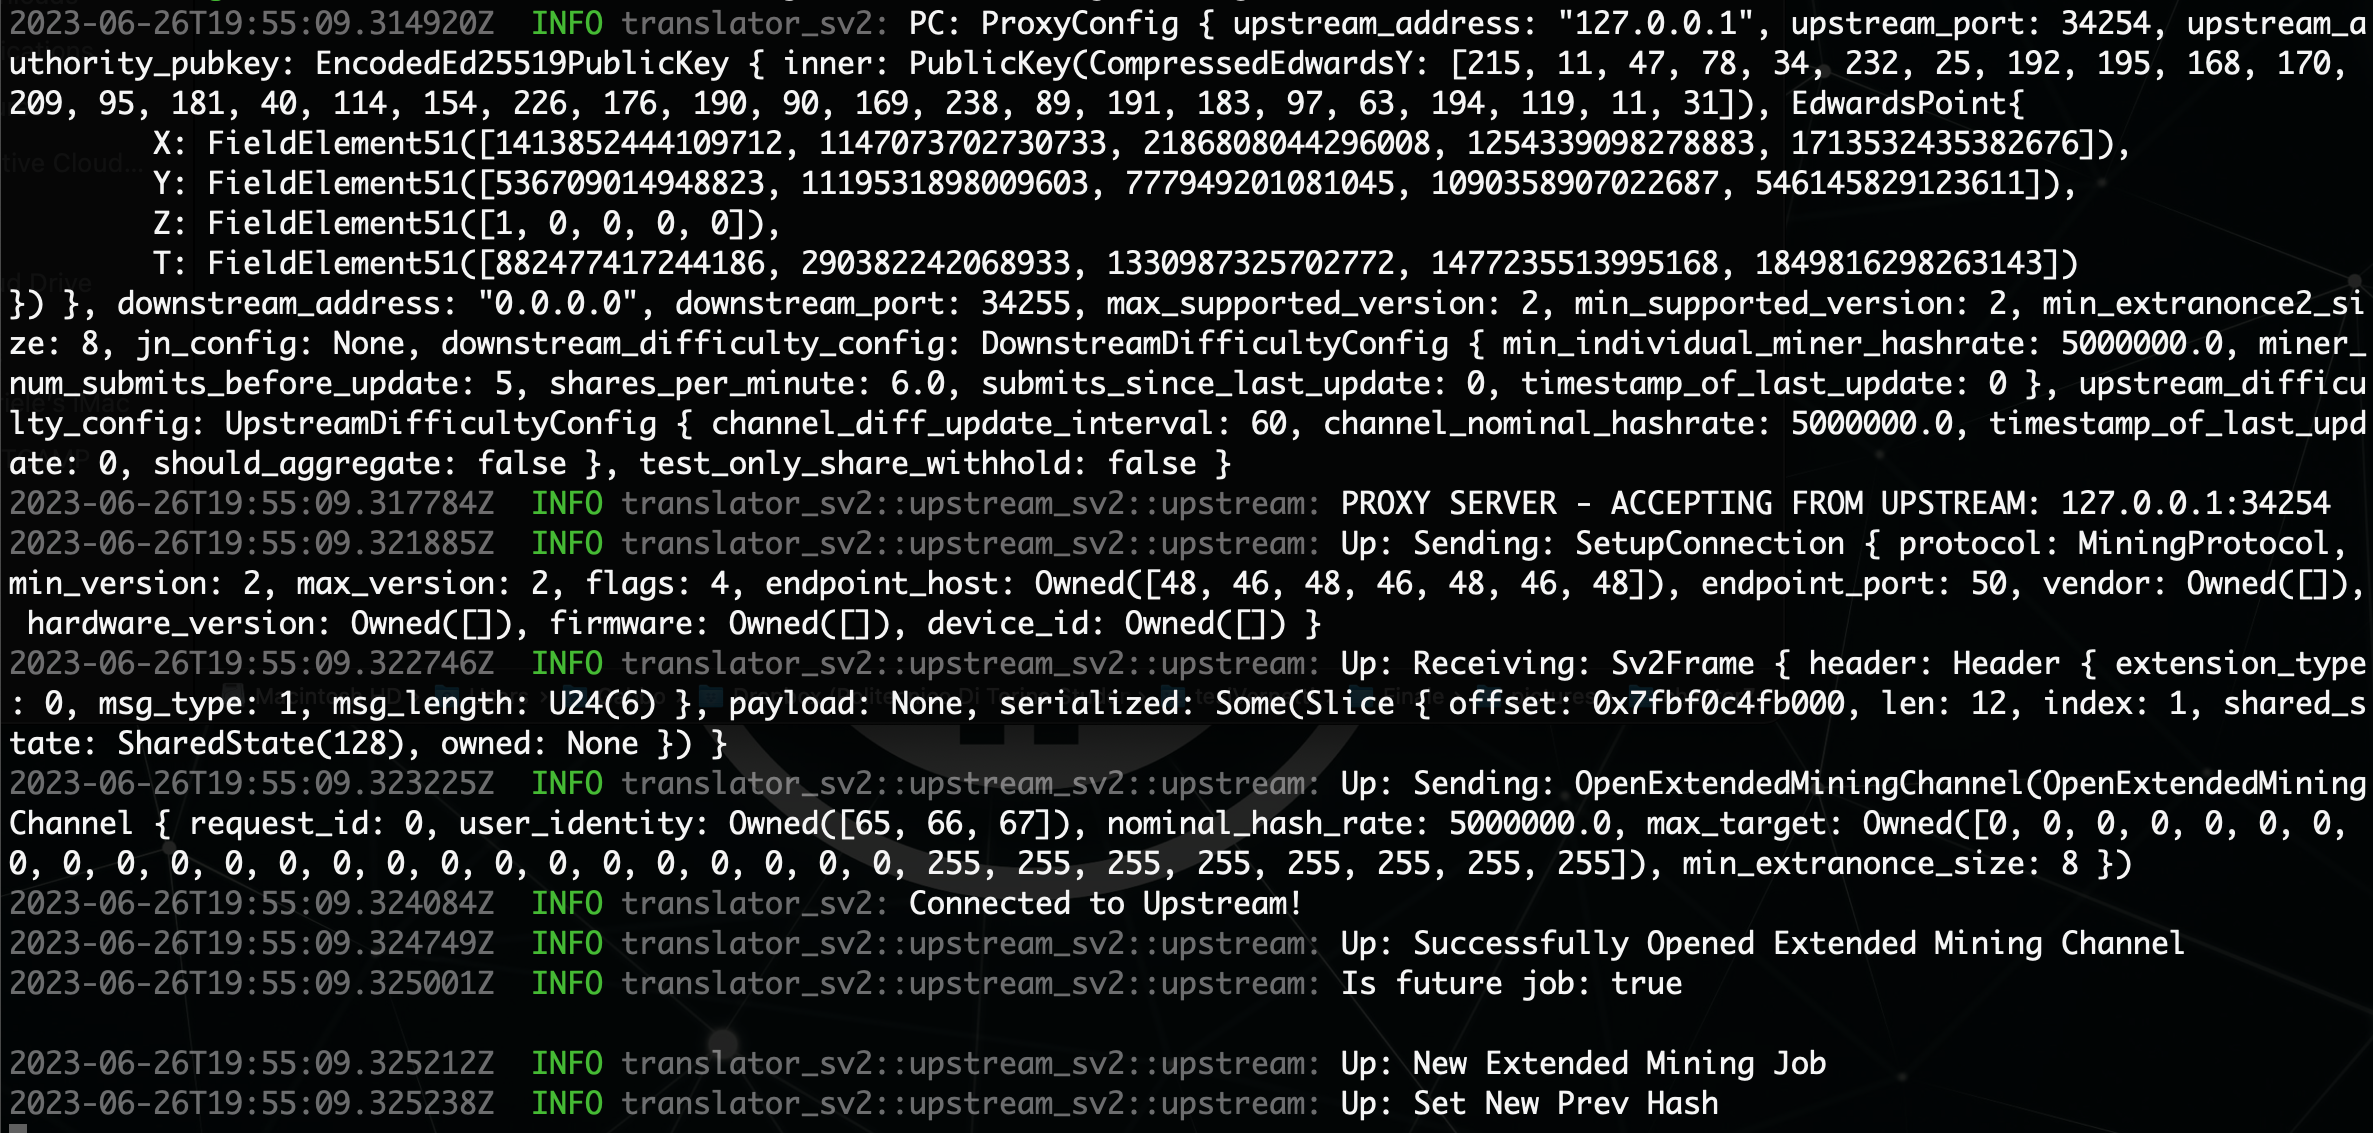 2023-06-26T19:55:09.314920Z  INFO translator_sv2: PC: ProxyConfig { upstream_address: "127.0.0.1", upstream_port: 34254, upstream_a
uthority_pubkey: EncodedEd25519PublicKey { inner: PublicKey(CompressedEdwardsY: [215, 11, 47, 78, 34, 232, 25, 192, 195, 168, 170,
209, 95, 181, 40, 114, 154, 226, 176, 190, 90, 169, 238, 89, 191, 183, 97, 63, 194, 119, 11, 31]), EdwardsPoint{
        X: FieldElement51([1413852444109712, 1147073702730733, 2186808044296008, 1254339098278883, 1713532435382676]),
        Y: FieldElement51([536709014948823, 1119531898009603, 777949201081045, 1090358907022687, 546145829123611]),
        Z: FieldElement51([1, 0, 0, 0, 0]),
        T: FieldElement51([882477417244186, 290382242068933, 1330987325702772, 1477235513995168, 1849816298263143])
}) }, downstream_address: "0.0.0.0", downstream_port: 34255, max_supported_version: 2, min_supported_version: 2, min_extranonce2_si
ze: 8, jn_config: None, downstream_difficulty_config: DownstreamDifficultyConfig { min_individual_miner_hashrate: 5000000.0, miner_
num_submits_before_update: 5, shares_per_minute: 6.0, submits_since_last_update: 0, timestamp_of_last_update: 0 }, upstream_difficu
lty_config: UpstreamDifficultyConfig { channel_diff_update_interval: 60, channel_nominal_hashrate: 5000000.0, timestamp_of_last_upd
ate: 0, should_aggregate: false }, test_only_share_withhold: false }
2023-06-26T19:55:09.317784Z  INFO translator_sv2::upstream_sv2::upstream: PROXY SERVER - ACCEPTING FROM UPSTREAM: 127.0.0.1:34254
2023-06-26T19:55:09.321885Z  INFO translator_sv2::upstream_sv2::upstream: Up: Sending: SetupConnection { protocol: MiningProtocol,
min_version: 2, max_version: 2, flags: 4, endpoint_host: Owned([48, 46, 48, 46, 48, 46, 48]), endpoint_port: 50, vendor: Owned([]),
 hardware_version: Owned([]), firmware: Owned([]), device_id: Owned([]) }
2023-06-26T19:55:09.322746Z  INFO translator_sv2::upstream_sv2::upstream: Up: Receiving: Sv2Frame { header: Header { extension_type
: 0, msg_type: 1, msg_length: U24(6) }, payload: None, serialized: Some(Slice { offset: 0x7fbf0c4fb000, len: 12, index: 1, shared_s
tate: SharedState(128), owned: None }) }
2023-06-26T19:55:09.323225Z  INFO translator_sv2::upstream_sv2::upstream: Up: Sending: OpenExtendedMiningChannel(OpenExtendedMining
Channel { request_id: 0, user_identity: Owned([65, 66, 67]), nominal_hash_rate: 5000000.0, max_target: Owned([0, 0, 0, 0, 0, 0, 0,
0, 0, 0, 0, 0, 0, 0, 0, 0, 0, 0, 0, 0, 0, 0, 0, 0, 255, 255, 255, 255, 255, 255, 255, 255]), min_extranonce_size: 8 })
2023-06-26T19:55:09.324084Z  INFO translator_sv2: Connected to Upstream!
2023-06-26T19:55:09.324749Z  INFO translator_sv2::upstream_sv2::upstream: Up: Successfully Opened Extended Mining Channel
2023-06-26T19:55:09.325001Z  INFO translator_sv2::upstream_sv2::upstream: Is future job: true
2023-06-26T19:55:09.325212Z  INFO translator_sv2::upstream_sv2::upstream: Up: New Extended Mining Job
2023-06-26T19:55:09.325238Z  INFO translator_sv2::upstream_sv2::upstream: Up: Set New Prev Hash